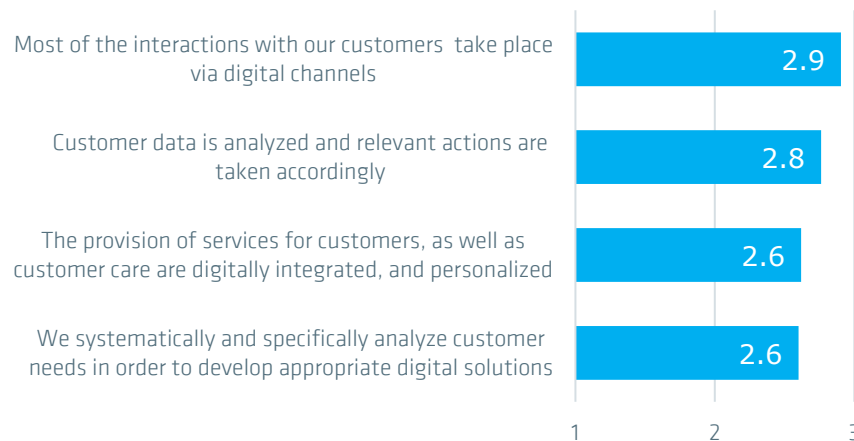 Most of the interactions with our customers take place
via digital channels
2.9
Customer data is analyzed and relevant actions are
taken accordingly
2.8
The provision of services for customers, as well as
customer care are digitally integrated, and personalized
2.6
We systematically and specifically analyze customer
needs in order to develop appropriate digital solutions
2.6
1 2 3